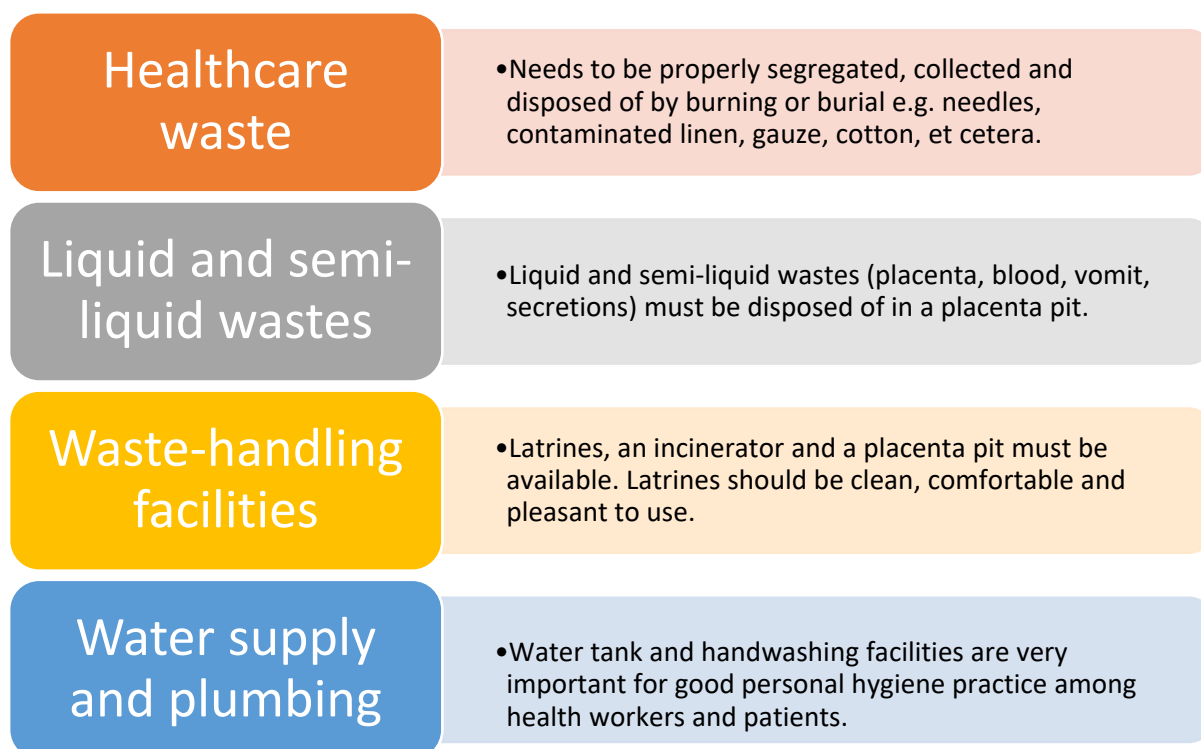 Healthcare
waste
•Needs to be properly segregated, collected and
disposed of by burning or burial e.g. needles,
contaminated linen, gauze, cotton, et cetera.
Liquid and semi-
liquid wastes
•Liquid and semi-liquid wastes (placenta, blood, vomit,
secretions) must be disposed of in a placenta pit.
Waste-handling
facilities
•Latrines, an incinerator and a placenta pit must be
available. Latrines should be clean, comfortable and
pleasant to use.
Water supply
and plumbing
•Water tank and handwashing facilities are very
important for good personal hygiene practice among
health workers and patients.